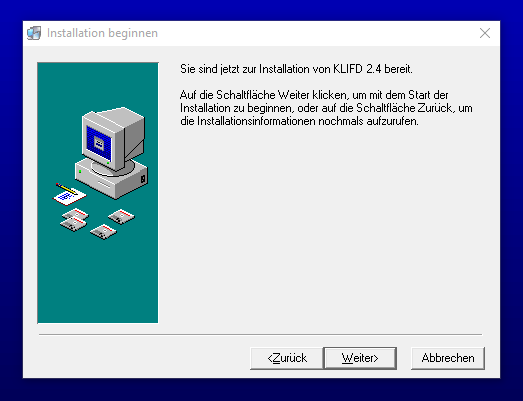 Installation beginnen
Sie sind jetzt zur Installation von KLIFD 2.4 bereit.
Auf die Schaltfläche Weiter klicken, um mit dem Start der
Installation zu beginnen, oder auf die Schaltfläche Zurück, um
die Installationsinformationen nochmals aufzurufen.
<Zurück Weiter> Abbrechen